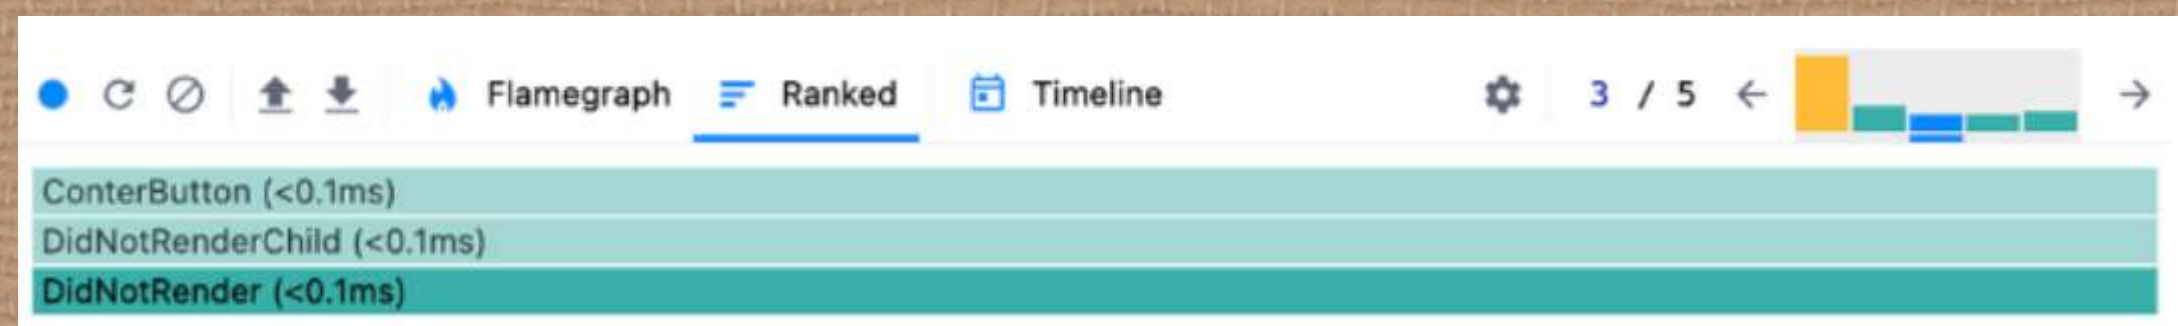 Flamegraph Ranked Timeline 3 / 5
ConterButton (<0.1ms)
DidNotRenderChild (<0.1ms)
DidNotRender (<0.1ms)